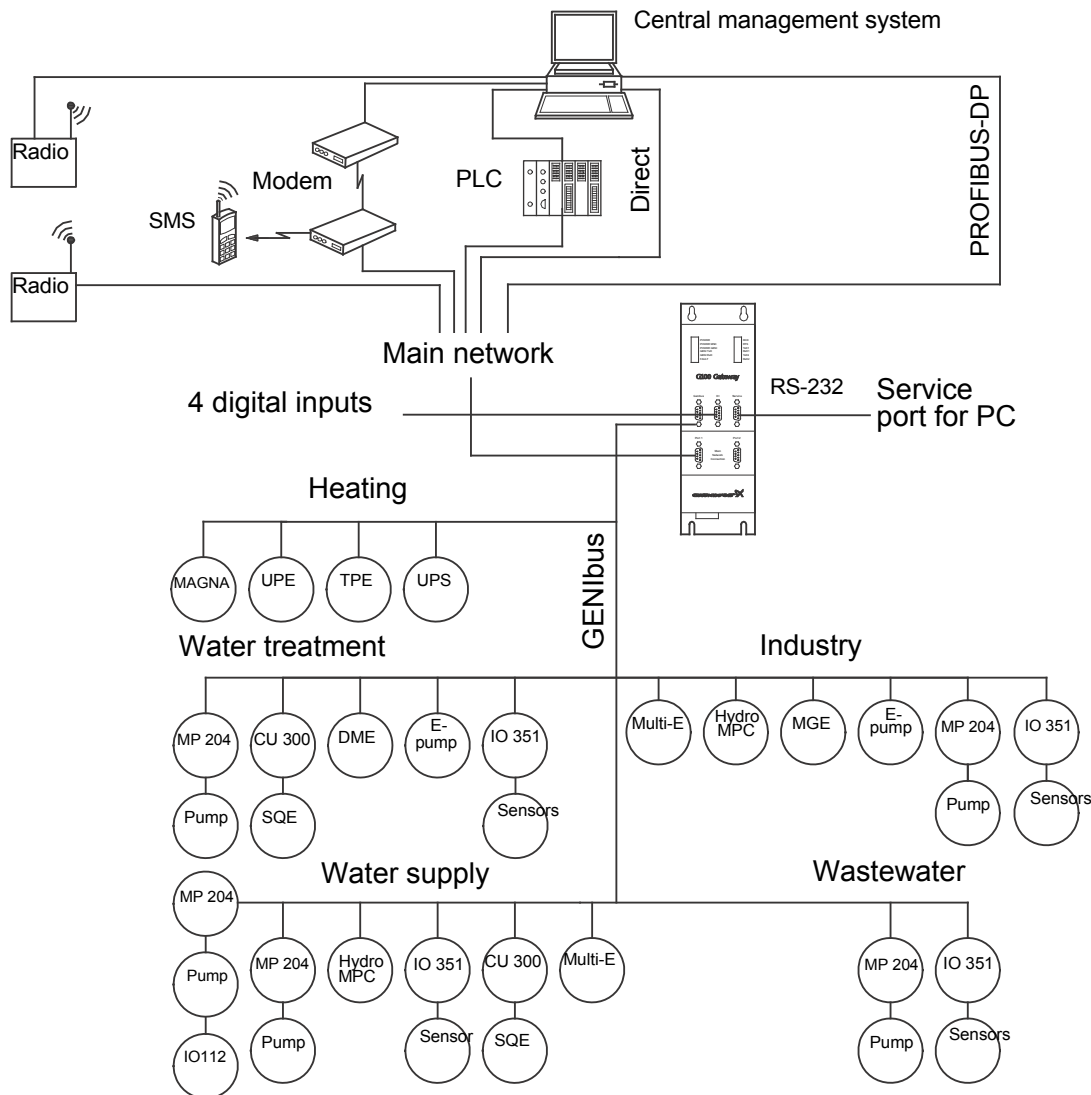 Central management system
Radio
Modem
SMS
PLC
Direct
PROFIBUS-DP
Radio
Main network
G100 Gateway
4 digital inputs
RS-232
Service
port for PC
Heating
MAGNA
UPE
TPE
UPS
GENIbus
Water treatment
MP 204
CU 300
DME
E-
pump
IO 351
Pump
SQE
Sensors
Industry
Multi-E
Hydro
MPC
MGE
E-
pump
MP 204
IO 351
Pump
Sensors
Water supply
MP 204
Pump
IO112
MP 204
Hydro
MPC
IO 351
CU 300
Multi-E
Pump
Sensor
SQE
Wastewater
MP 204
IO 351
Pump
Sensors